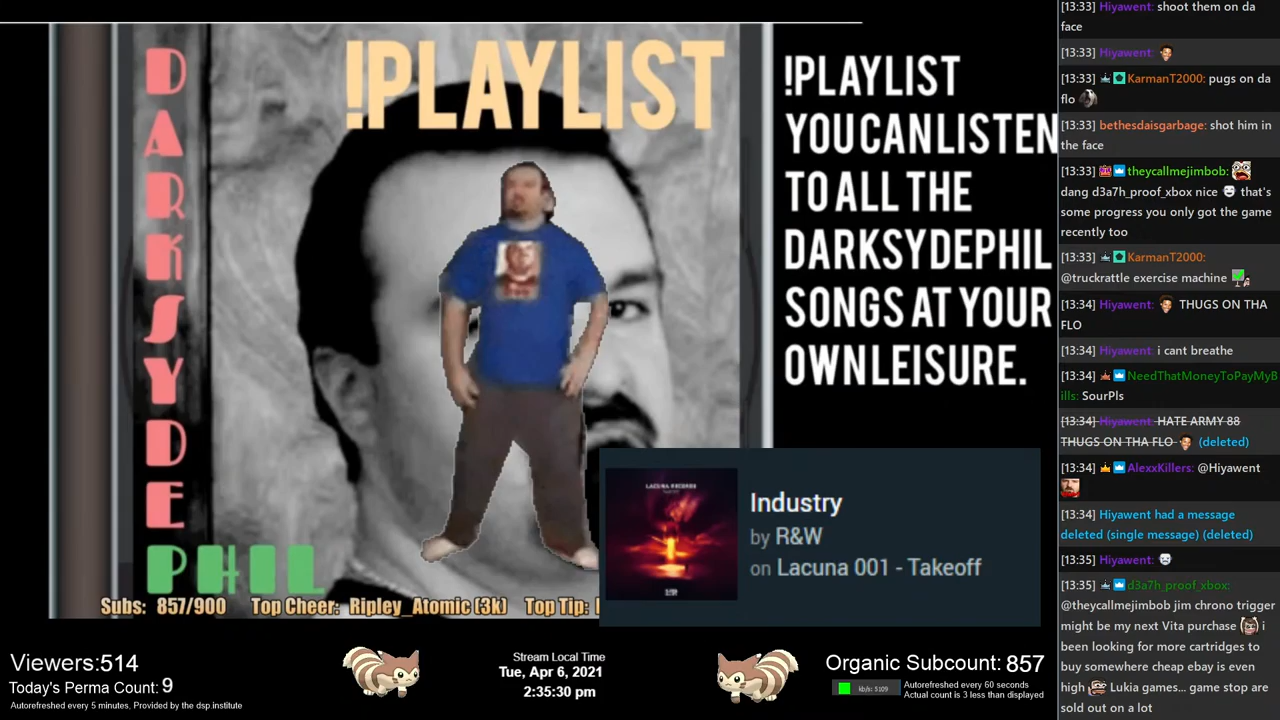 !PLAYLIST
DARKSYDE
PHIL
!PLAYLIST
YOU CAN LISTEN
TO ALL THE
DARKSYDEPHIL
SONGS AT YOUR
OWN LEISURE.
LACUNA RECORDS
Industry
by R&W
on Lacuna 001 - Takeoff
Subs: 857/900 Top Cheer: Ripley_Atomic (3k) Top Tip:
Viewers:514
Today's Perma Count: 9
Autorefreshed every 5 minutes, Provided by the dsp.institute
Stream Local Time
Tue, Apr 6, 2021
2:35:30 pm
Organic Subcount: 857
kb/s: 5109
Autorefreshed every 60 seconds
Actual count is 3 less than displayed
[13:33] Hiyawent: shoot them on da
face
[13:33] Hiyawent:
[13:33] KarmanT2000: pugs on da
flo
[13:33] bethesdaisgarbage: shot him in
the face
[13:33] theycallmejimbob:
dang d3a7h_proof_xbox nice that's
some progress you only got the game
recently too
[13:33] KarmanT2000:
@truckrattle exercise machine
[13:34] Hiyawent: THUGS ON THA
FLO
[13:34] Hiyawent: i cant breathe
[13:34] NeedThatMoneyToPayMyB
ills: SourPls
[13:34] Hiyawent: HATE ARMY 88
THUGS ON THA FLO (deleted)
[13:34] AlexxKillers: @Hiyawent
[13:34] Hiyawent had a message
deleted (single message) (deleted)
[13:35] Hiyawent:
[13:35] d3a7h_proof_xbox:
@theycallmejimbob jim chrono trigger
might be my next Vita purchase i
been looking for more cartridges to
buy somewhere cheap ebay is even
high Lukia games... game stop are
sold out on a lot